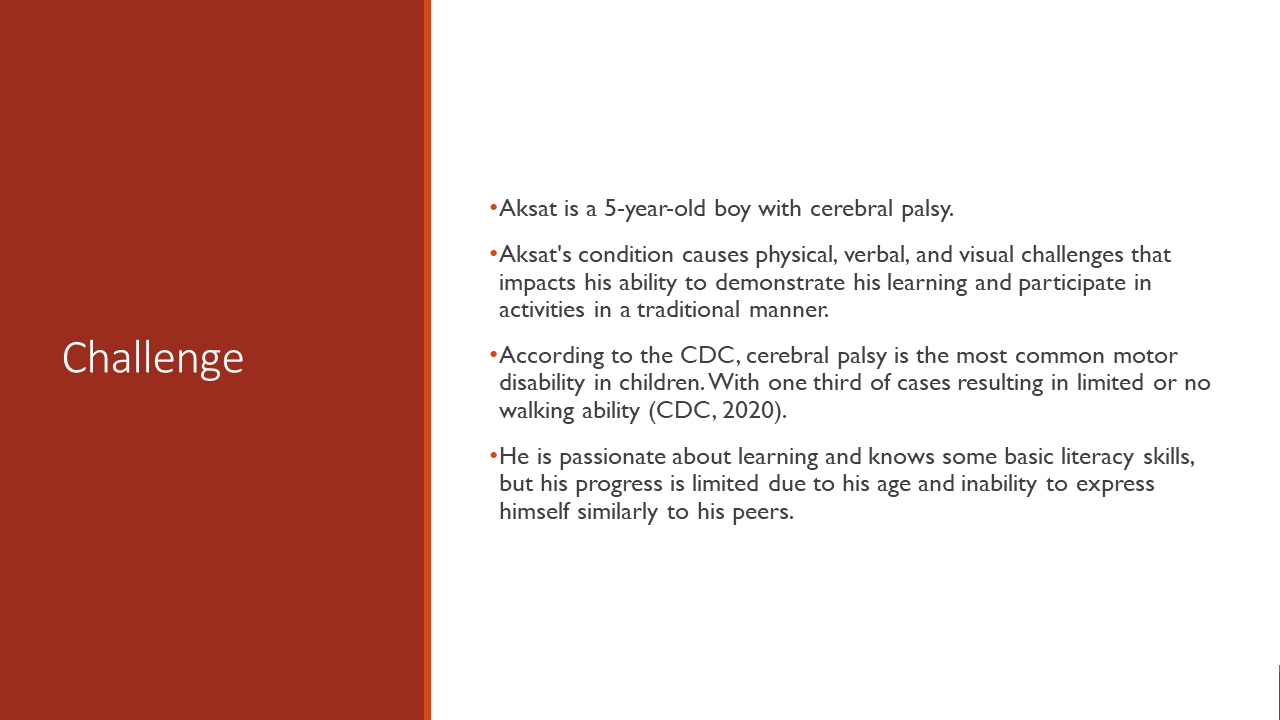 Challenge
•Aksat is a 5-year-old boy with cerebral palsy.
•Aksat's condition causes physical, verbal, and visual challenges that
impacts his ability to demonstrate his learning and participate in
activities in a traditional manner.
•According to the CDC, cerebral palsy is the most common motor
disability in children. With one third of cases resulting in limited or no
walking ability (CDC, 2020).
•He is passionate about learning and knows some basic literacy skills,
but his progress is limited due to his age and inability to express
himself similarly to his peers.